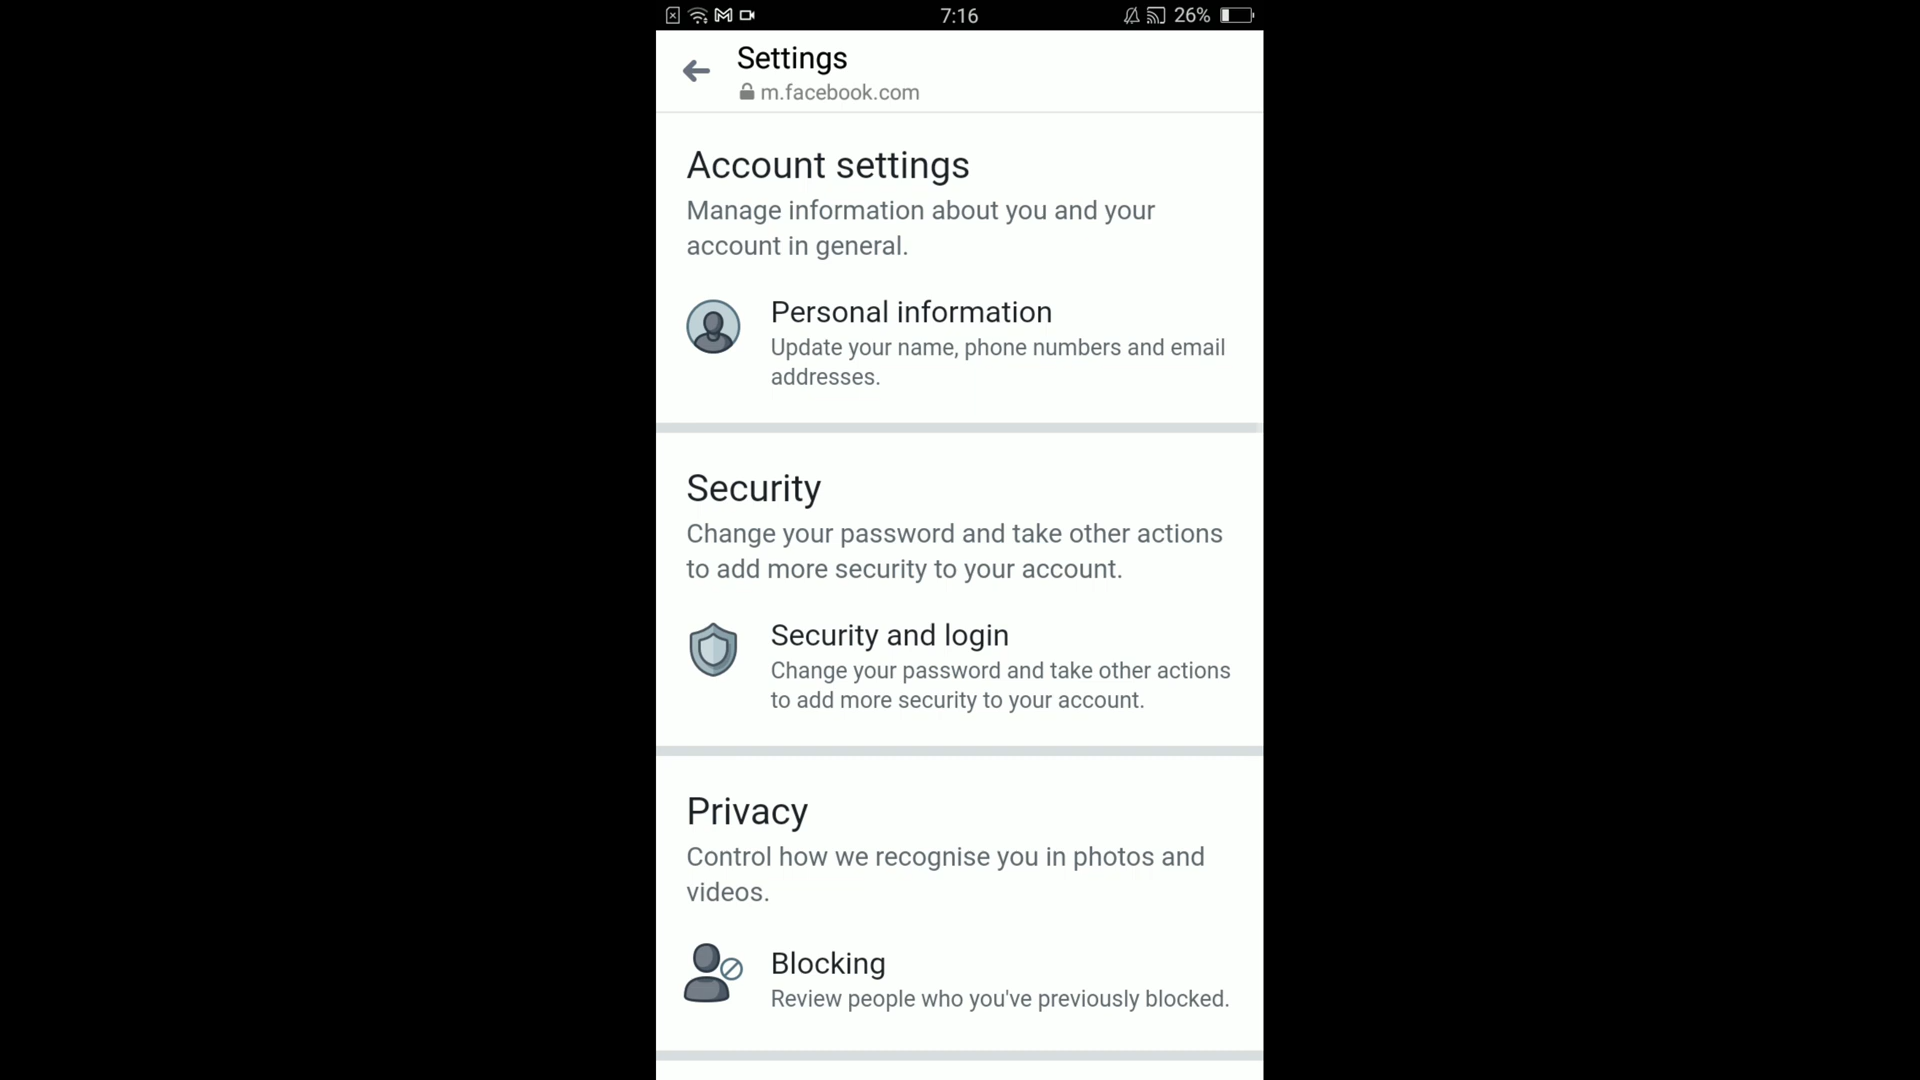 7:16
26%
Settings
m.facebook.com
Account settings
Manage information about you and your
account in general.
Personal information
Update your name, phone numbers and email
addresses.
Security
Change your password and take other actions
to add more security to your account.
Security and login
Change your password and take other actions
to add more security to your account.
Privacy
Control how we recognise you in photos and
videos.
Blocking
Review people who you've previously blocked.